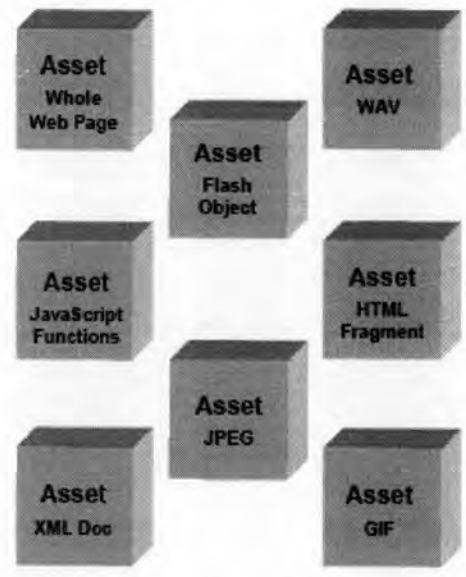 Asset
Whole
Web Page
Asset
WAV
Asset
Flash
Object
Asset
JavaScript
Functions
Asset
HTML
Fragment
Asset
JPEG
Asset
XML Doc
Asset
GIF